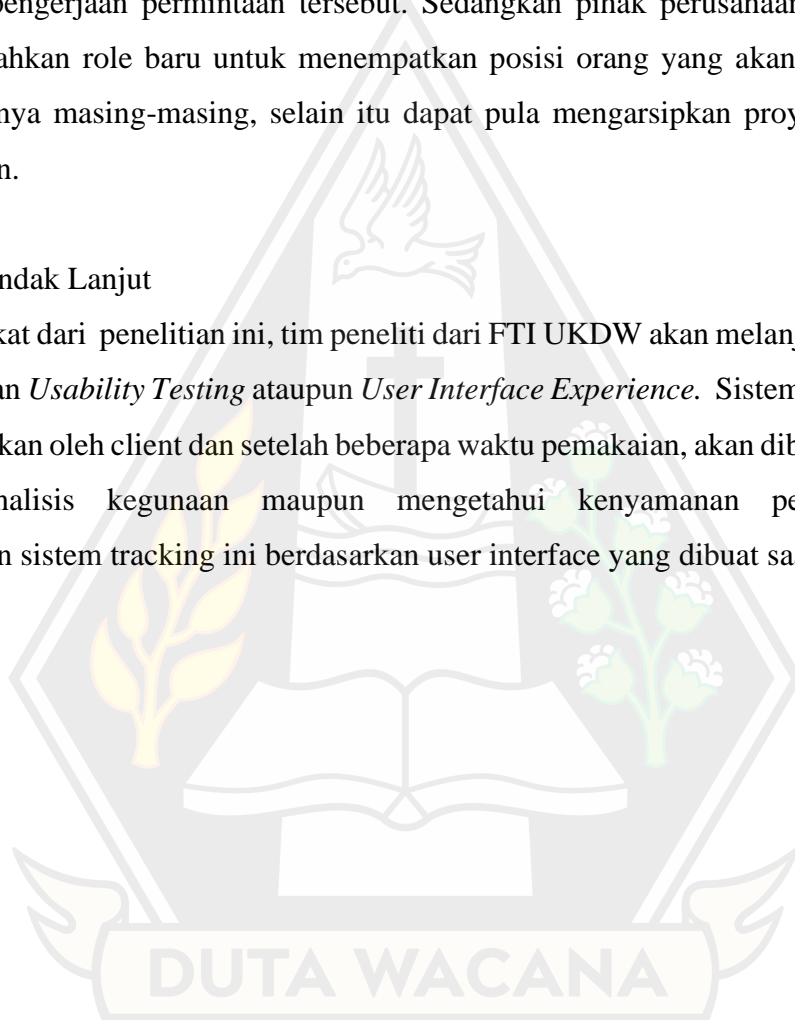 pengerjaan permintaan tersebut. Sedangkan pihak perusahaan
ahkan role baru untuk menempatkan posisi orang yang akan
nya masing-masing, selain itu dapat pula mengarsipkan proy
n.
ndak Lanjut
kat dari penelitian ini, tim peneliti dari FTI UKDW akan melanj
an Usability Testing ataupun User Interface Experience. Sistem
kan oleh client dan setelah beberapa waktu pemakaian, akan dib
nalisis kegunaan maupun mengetahui kenyamanan pe
n sistem tracking ini berdasarkan user interface yang dibuat sa
DUTA WACANA